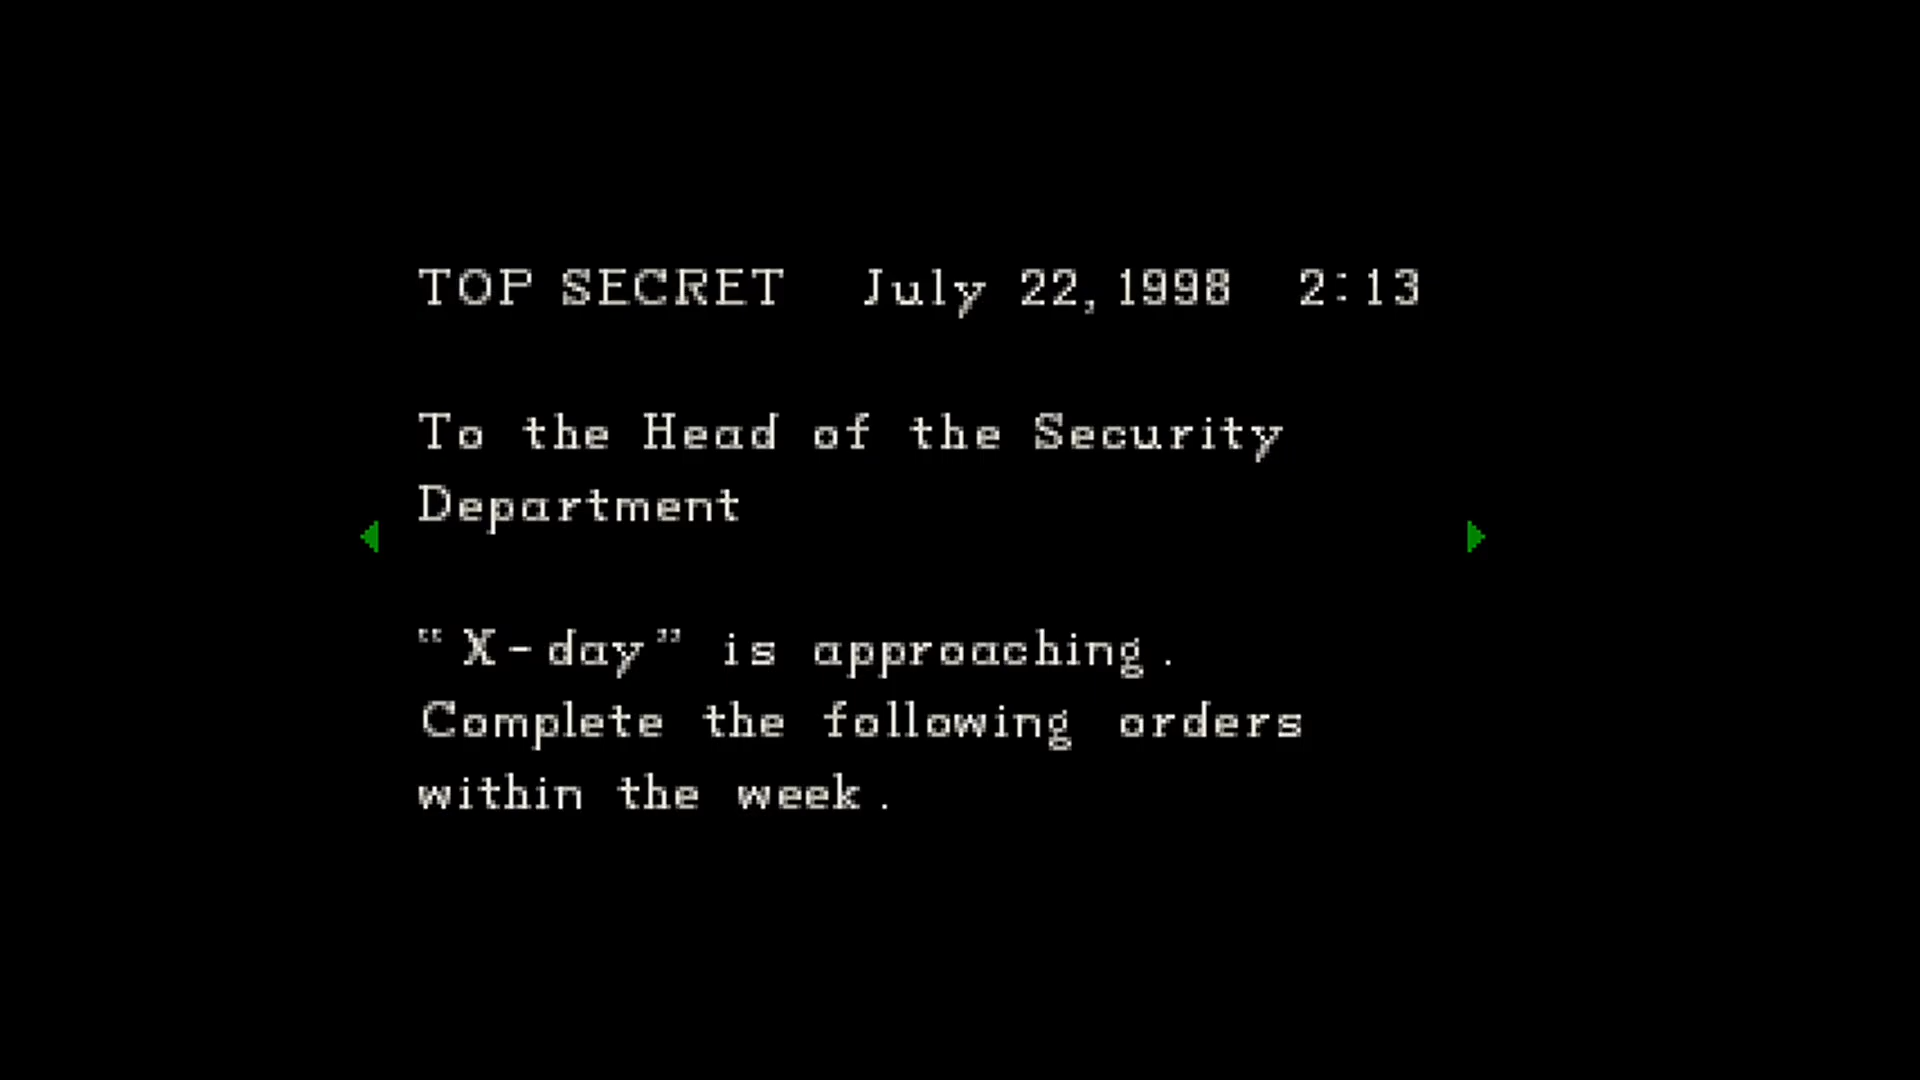 TOP SECRET July 22, 1998 2:13
To the Head of the Security
Department
“X-day” is approaching.
Complete the following orders
within the week.